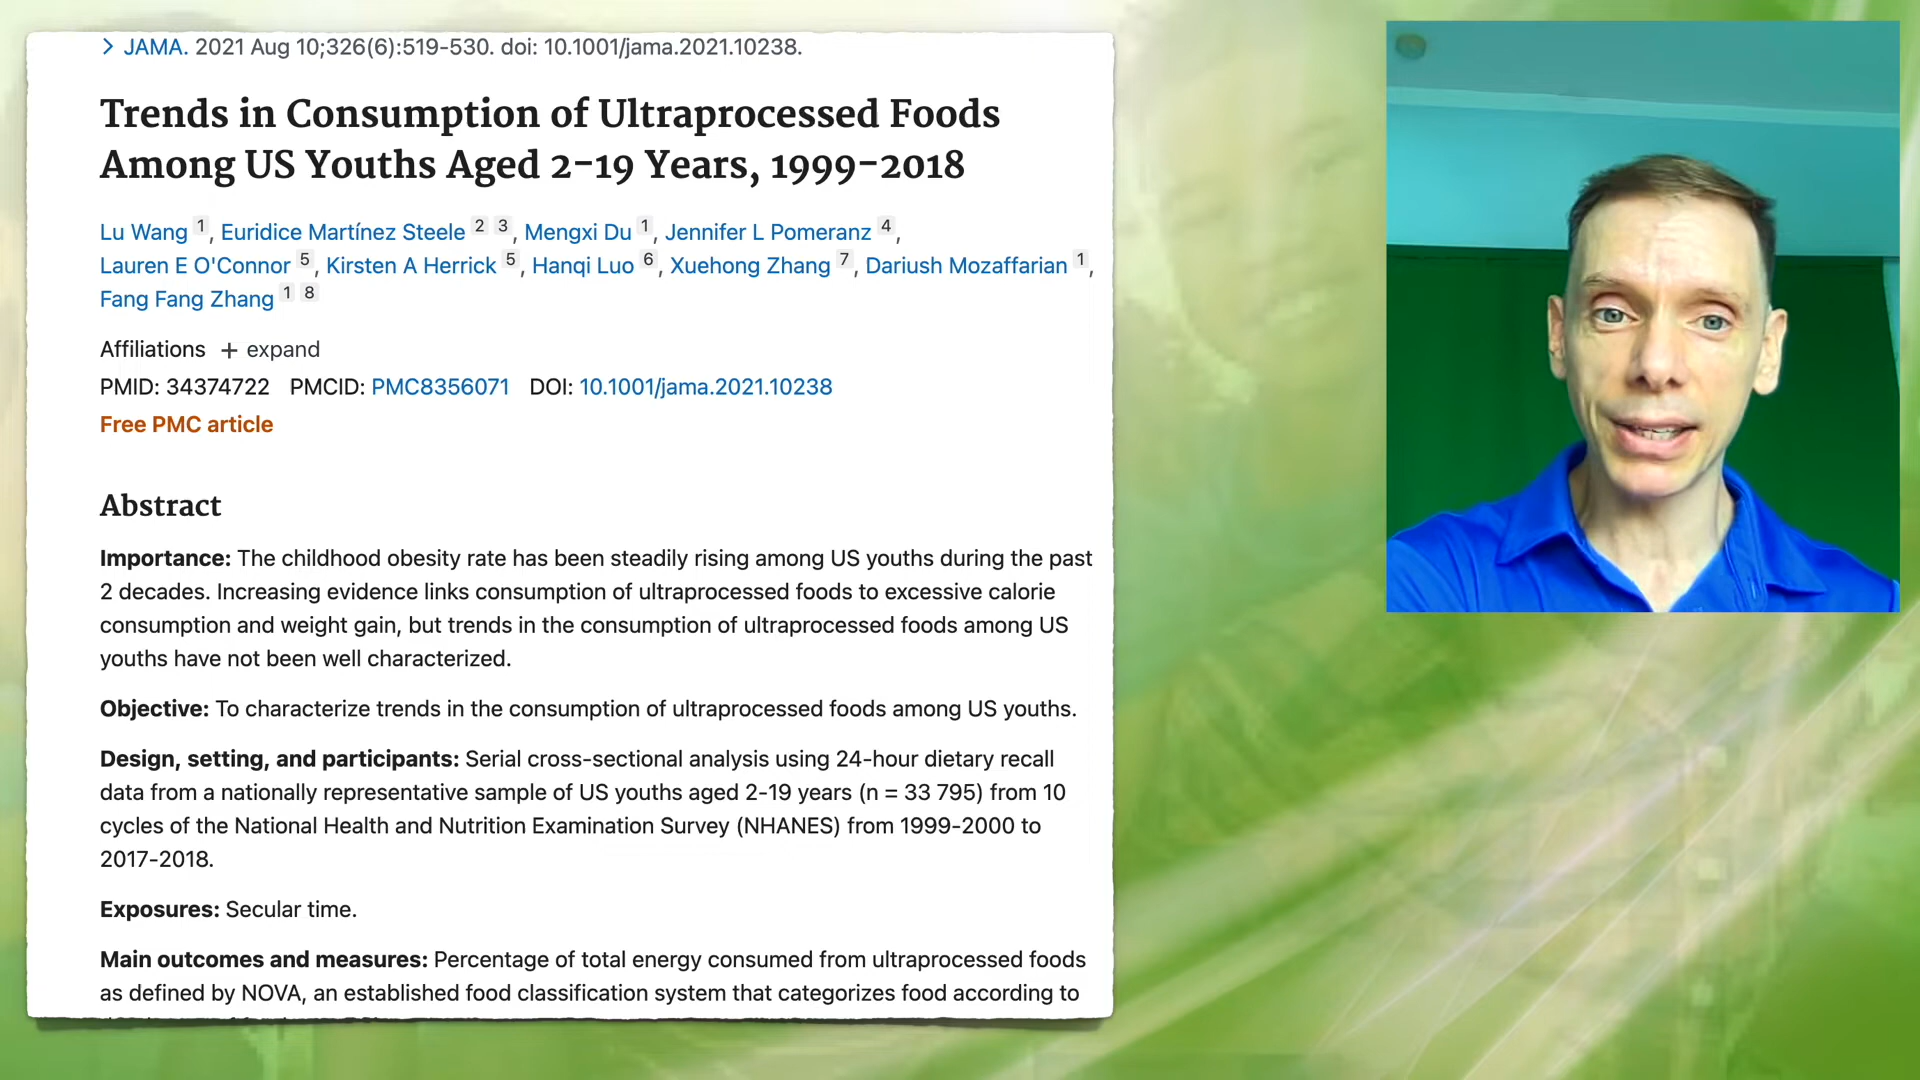 > JAMA. 2021 Aug 10;326(6):519-530. doi: 10.1001/jama.2021.10238.
Trends in Consumption of Ultraprocessed Foods
Among US Youths Aged 2-19 Years, 1999-2018
Lu Wang 1, Euridice Martínez Steele 2 3, Mengxi Du 1, Jennifer L Pomeranz 4,
Lauren E O'Connor 5, Kirsten A Herrick 5, Hanqi Luo 6, Xuehong Zhang 7, Dariush Mozaffarian 1,
Fang Fang Zhang 1 8
Affiliations + expand
PMID: 34374722 PMCID: PMC8356071 DOI: 10.1001/jama.2021.10238
Free PMC article
Abstract
Importance: The childhood obesity rate has been steadily rising among US youths during the past
2 decades. Increasing evidence links consumption of ultraprocessed foods to excessive calorie
consumption and weight gain, but trends in the consumption of ultraprocessed foods among US
youths have not been well characterized.
Objective: To characterize trends in the consumption of ultraprocessed foods among US youths.
Design, setting, and participants: Serial cross-sectional analysis using 24-hour dietary recall
data from a nationally representative sample of US youths aged 2-19 years (n = 33 795) from 10
cycles of the National Health and Nutrition Examination Survey (NHANES) from 1999-2000 to
2017-2018.
Exposures: Secular time.
Main outcomes and measures: Percentage of total energy consumed from ultraprocessed foods
as defined by NOVA, an established food classification system that categorizes food according to